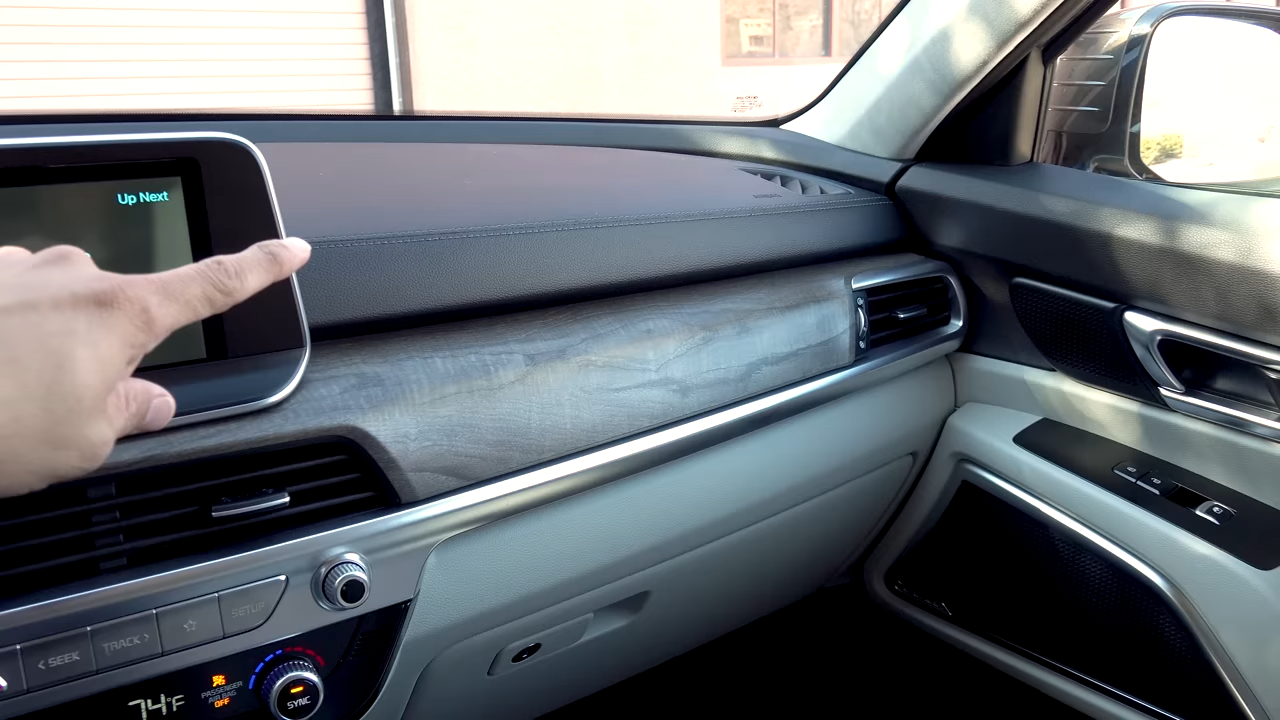 Up Next
< SEEK
TRACK >
SETUP
74°F
PASSENGER
AIR BAG
OFF
SYNC